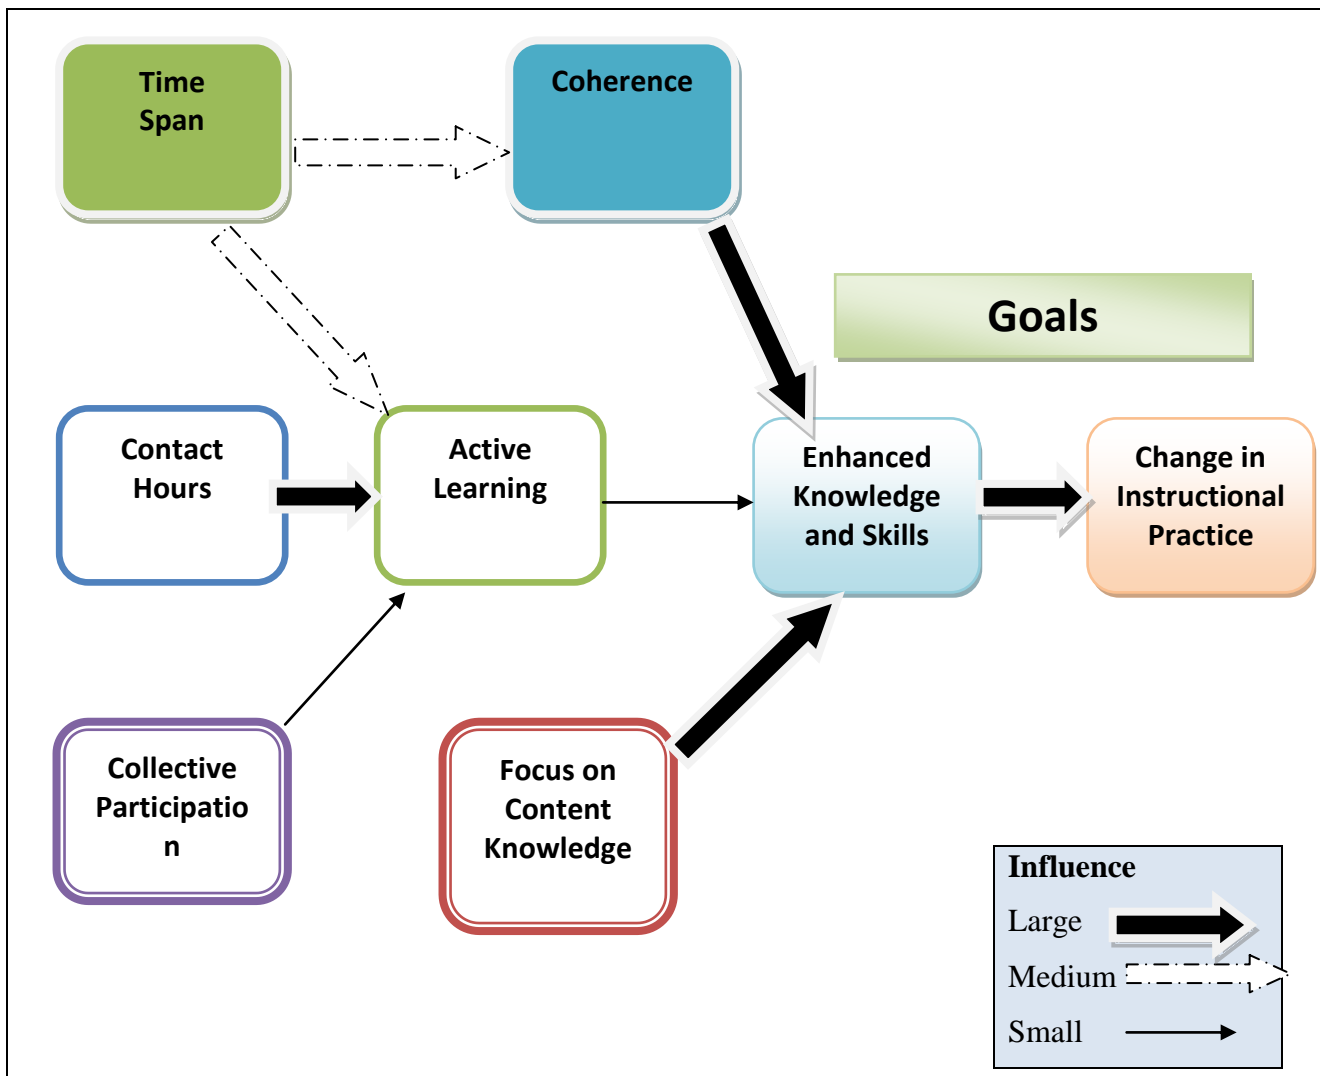 Time
Span
Coherence
Goals
Contact
Hours
Active
Learning
Enhanced
Knowledge
and Skills
Change in
Instructional
Practice
Collective
Participatio
n
Focus on
Content
Knowledge
Influence
Large
Medium
Small